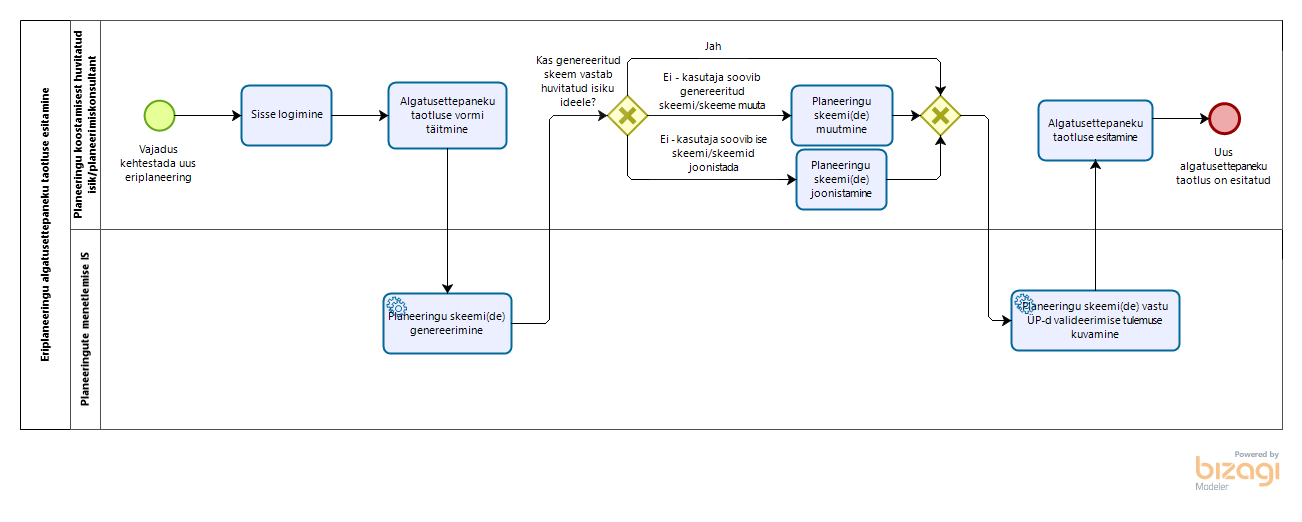 Eriplaneeringu algatusettepaneku taotluse esitamine
Planeeringu koostamisest huvitatud
isik/planeerimiskonsultant
Vajadus
kehtestada uus
eriplaneering
Sisse logimine
Algatusettepaneku
taotluse vormi
täitmine
Kas genereeritud
skeem vastab
huvitatud isiku
ideele?
Jah
Ei - kasutaja soovib
genereeritud
skeemi/skeeme muuta
Ei - kasutaja soovib ise
skeemi/skeemid
joonistada
Planeeringu
skeemi(de)
muutmine
Planeeringu
skeemi(de)
joonistamine
Algatusettepaneku
taotluse esitamine
Uus
algatusettepaneku
taotlus on esitatud
Planeeringute menetlemise IS
Planeeringu skeemi(de)
genereerimine
Planeeringu skeemi(de) vastu
ÜP-d valideerimise tulemuse
kuvamine
Powered by
bizagi
Modeler